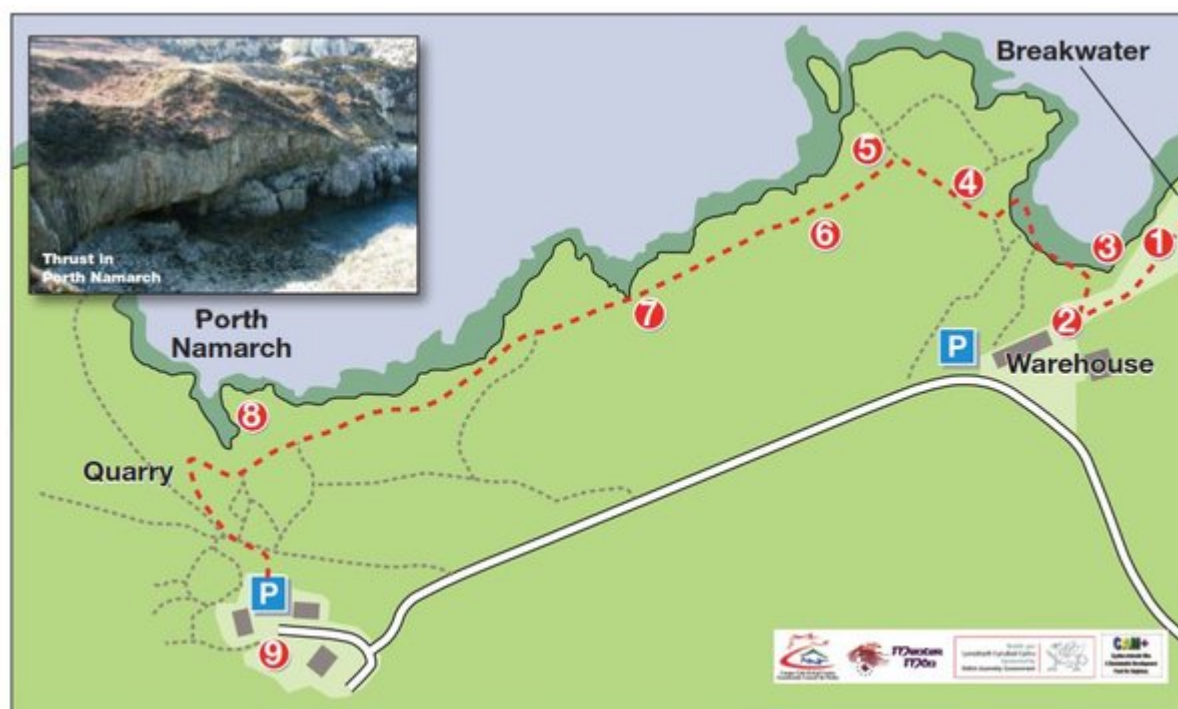 Breakwater
Thrust in
Porth Namarch
Porth
Namarch
Quarry
Warehouse
P
P
1
2
3
4
5
6
7
8
9